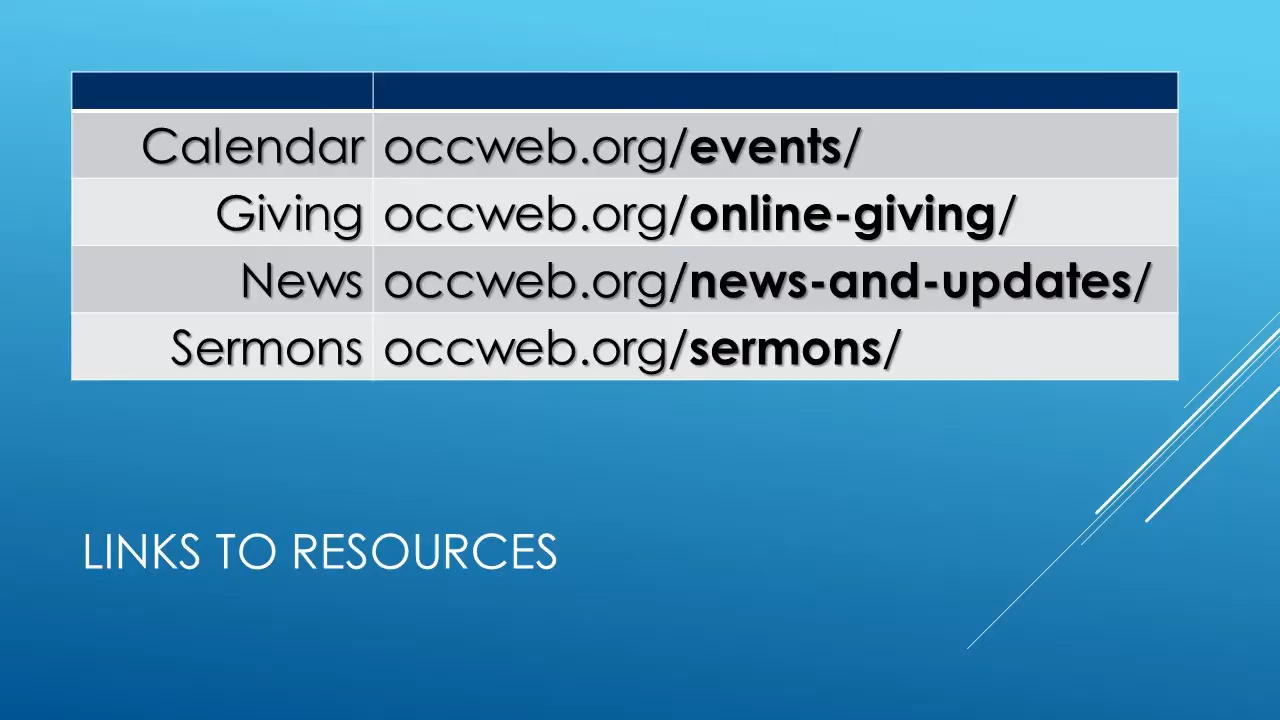 Calendar occweb.org/events/
Giving occweb.org/online-giving/
News occweb.org/news-and-updates/
Sermons occweb.org/sermons/
LINKS TO RESOURCES